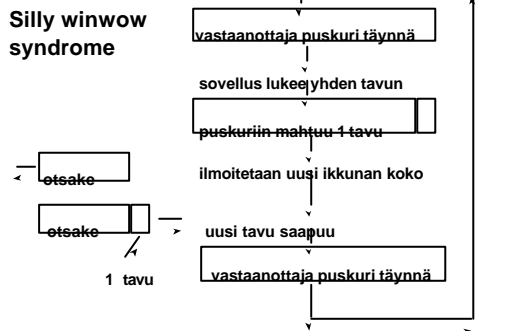 Silly winwow
syndrome
vastaanottaja puskuri täynnä
sovellus lukee yhden tavun
puskuriin mahtuu 1 tavu
ilmoitetaan uusi ikkunan koko
otsake
otsake
uusi tavu saapuu
1 tavu
vastaanottaja puskuri täynnä